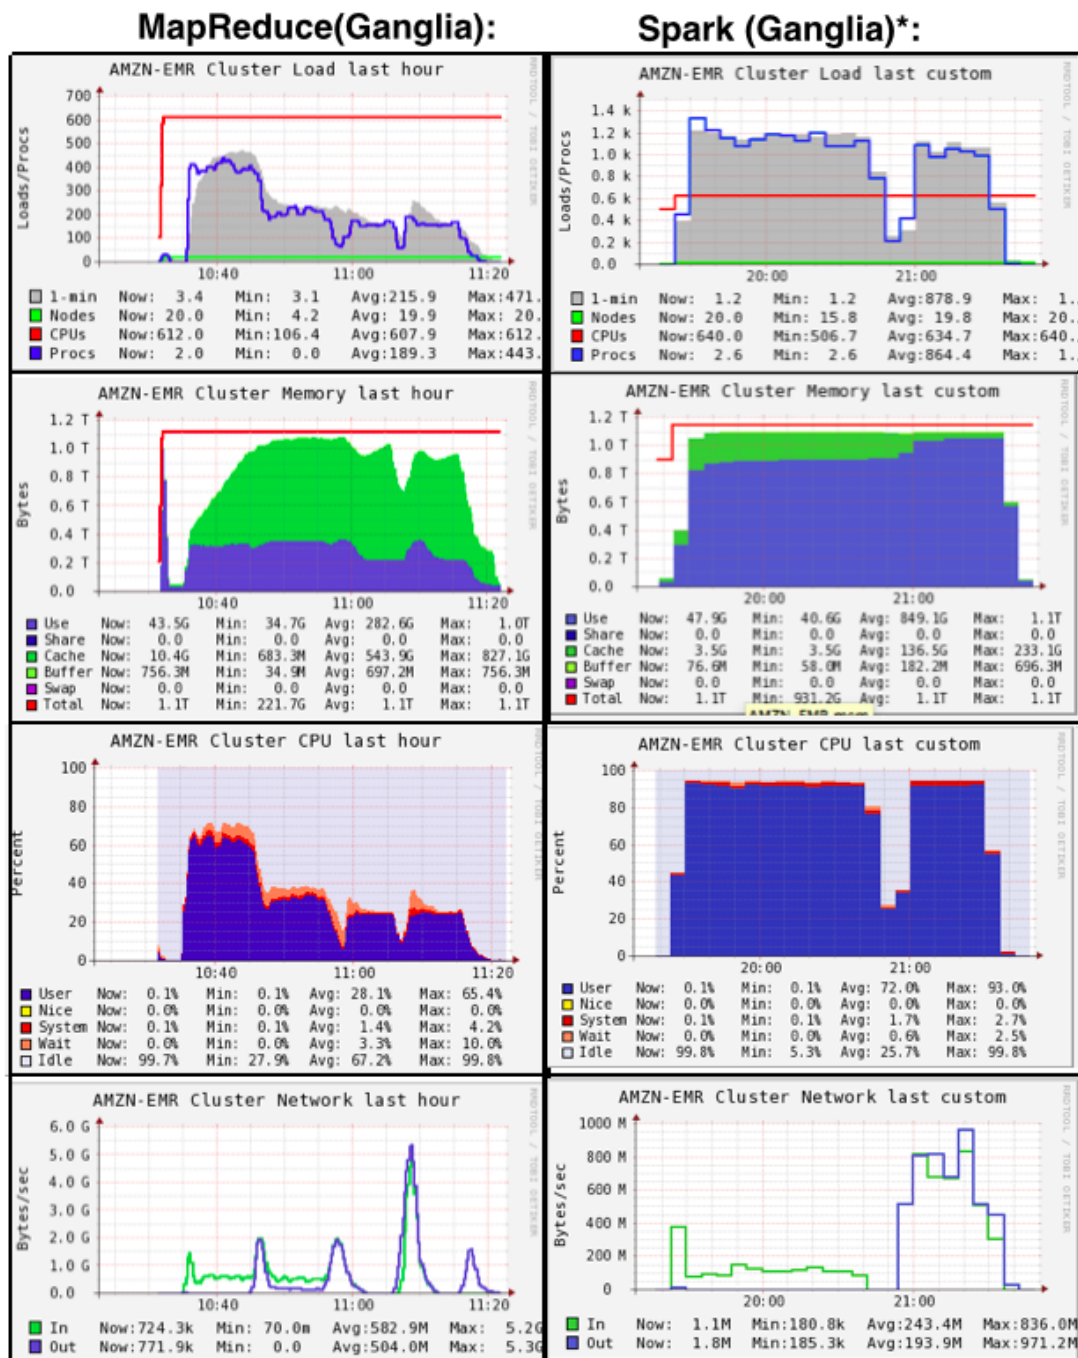 MapReduce(Ganglia):
Spark (Ganglia)*:
AMZN-EMR Cluster Load last hour
RRDTOOL / TOBI OETIKER
Loads/Procs
700
600
500
400
300
200
100
0
10:40 11:00 11:20
1-min Now: 3.4 Min: 3.1 Avg:215.9 Max:471.
Nodes Now: 20.0 Min: 4.2 Avg: 19.9 Max: 20.
CPUs Now:612.0 Min:106.4 Avg:607.9 Max:612.
Procs Now: 2.0 Min: 0.0 Avg:189.3 Max:443.
AMZN-EMR Cluster Load last custom
RRDTOOL / TOBI OETIKER
Loads/Procs
1.4 k
1.2 k
1.0 k
0.8 k
0.6 k
0.4 k
0.2 k
0.0
20:00 21:00
1-min Now: 1.2 Min: 1.2 Avg:878.9 Max: 1.
Nodes Now: 20.0 Min: 15.8 Avg: 19.8 Max: 20.
CPUs Now:640.0 Min:506.7 Avg:634.7 Max:640.
Procs Now: 2.6 Min: 2.6 Avg:864.4 Max: 1.
AMZN-EMR Cluster Memory last hour
RRDTOOL / TOBI OETIKER
Bytes
1.2 T
1.0 T
0.8 T
0.6 T
0.4 T
0.2 T
0.0
10:40 11:00 11:20
Use Now: 43.5G Min: 34.7G Avg: 282.6G Max: 1.0T
Share Now: 0.0 Min: 0.0 Avg: 0.0 Max: 0.0
Cache Now: 10.4G Min: 683.3M Avg: 543.9G Max: 827.1G
Buffer Now: 756.3M Min: 34.9M Avg: 697.2M Max: 756.3M
Swap Now: 0.0 Min: 0.0 Avg: 0.0 Max: 0.0
Total Now: 1.1T Min: 221.7G Avg: 1.1T Max: 1.1T
AMZN-EMR Cluster Memory last custom
RRDTOOL / TOBI OETIKER
Bytes
1.2 T
1.0 T
0.8 T
0.6 T
0.4 T
0.2 T
0.0
20:00 21:00
Use Now: 47.9G Min: 40.6G Avg: 849.1G Max: 1.1T
Share Now: 0.0 Min: 0.0 Avg: 0.0 Max: 0.0
Cache Now: 3.5G Min: 3.5G Avg: 136.5G Max: 233.1G
Buffer Now: 76.6M Min: 58.0M Avg: 182.2M Max: 696.3M
Swap Now: 0.0 Min: 0.0 Avg: 0.0 Max: 0.0
Total Now: 1.1T Min: 931.2G Avg: 1.1T Max: 1.1T
AMZN-EMR Cluster CPU last hour
RRDTOOL / TOBI OETIKER
Percent
100
80
60
40
20
0
10:40 11:00 11:20
User Now: 0.1% Min: 0.1% Avg: 28.1% Max: 65.4%
Nice Now: 0.0% Min: 0.0% Avg: 0.0% Max: 0.0%
System Now: 0.1% Min: 0.1% Avg: 1.4% Max: 4.2%
Wait Now: 0.0% Min: 0.0% Avg: 3.3% Max: 10.0%
Idle Now: 99.7% Min: 27.9% Avg: 67.2% Max: 99.8%
AMZN-EMR Cluster CPU last custom
RRDTOOL / TOBI OETIKER
Percent
100
80
60
40
20
0
20:00 21:00
User Now: 0.1% Min: 0.1% Avg: 72.0% Max: 93.0%
Nice Now: 0.0% Min: 0.0% Avg: 0.0% Max: 0.0%
System Now: 0.1% Min: 0.1% Avg: 1.7% Max: 2.7%
Wait Now: 0.0% Min: 0.0% Avg: 0.6% Max: 2.5%
Idle Now: 99.8% Min: 5.3% Avg: 25.7% Max: 99.8%
AMZN-EMR Cluster Network last hour
RRDTOOL / TOBI OETIKER
Bytes/sec
6.0 G
5.0 G
4.0 G
3.0 G
2.0 G
1.0 G
0.0
10:40 11:00 11:20
In Now:724.3k Min: 70.0m Avg:582.9M Max: 5.2G
Out Now:771.9k Min: 0.0 Avg:504.0M Max: 5.3G
AMZN-EMR Cluster Network last custom
RRDTOOL / TOBI OETIKER
Bytes/sec
1000 M
800 M
600 M
400 M
200 M
0
20:00 21:00
In Now: 1.1M Min:180.8k Avg:243.4M Max:836.0M
Out Now: 1.8M Min:185.3k Avg:193.9M Max:971.2M